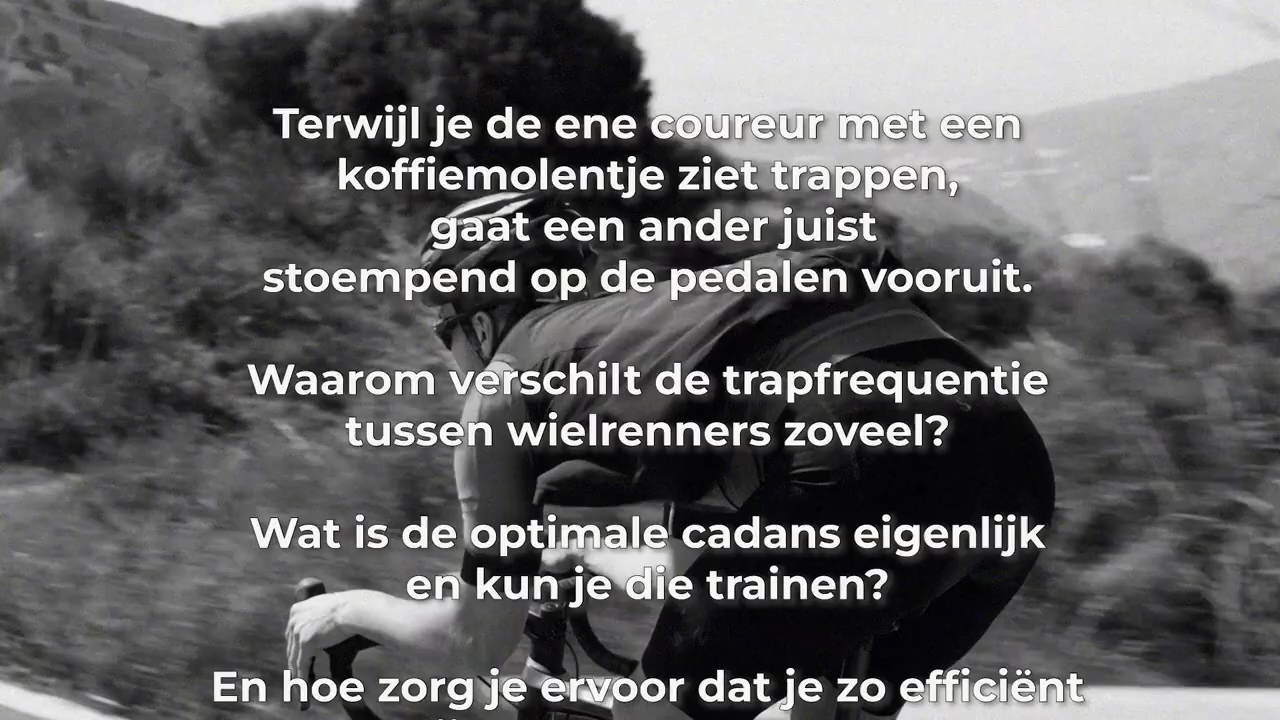 Terwijl je de ene coureur met een
koffiemolentje ziet trappen,
gaat een ander juist
stoempend op de pedalen vooruit.
Waarom verschilt de trapfrequentie
tussen wielrenners zoveel?
Wat is de optimale cadans eigenlijk
en kun je die trainen?
En hoe zorg je ervoor dat je zo efficiënt